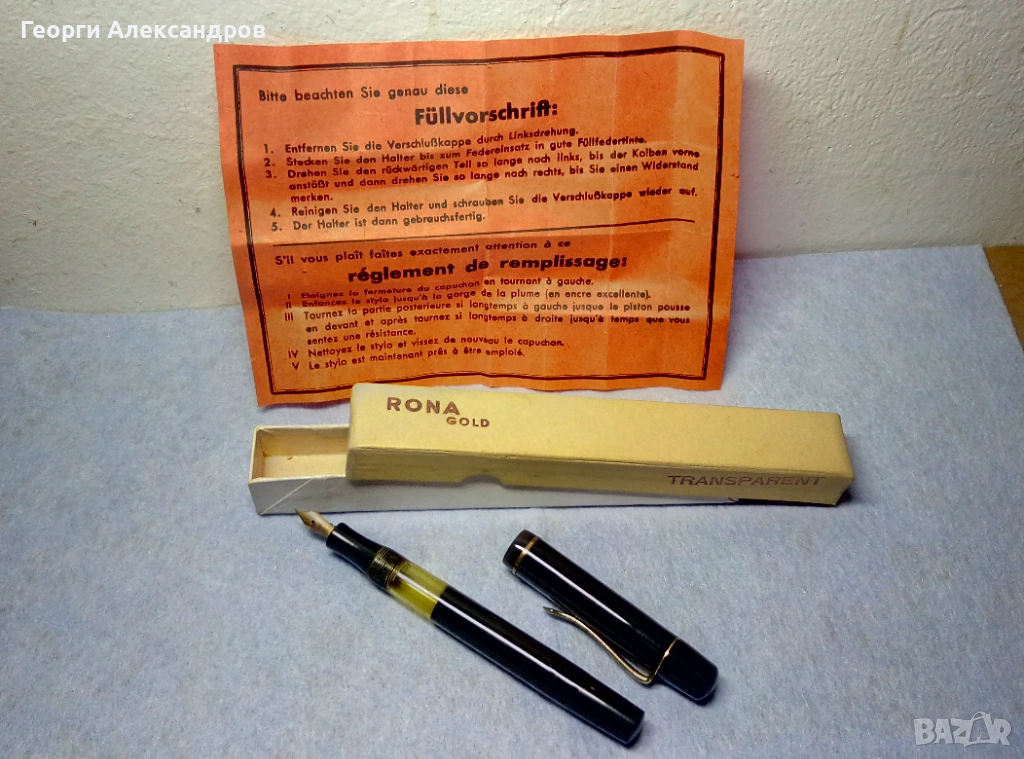 Георги Александров
Bitte beachten Sie genau diese
Füllvorschrift:
1. Entfernen Sie die Verschlußkappe durch Linksdrehung.
2. Stecken Sie den Halter bis zum Federeinsatz in gute Füllfedertinte.
3. Drehen Sie den rückwärtigen Teil so lange nach links, bis der Kolben vorne
anstößt und dann drehen Sie so lange nach rechts, bis Sie einen Widerstand
merken.
4. Reinigen Sie den Halter und schrauben Sie die Verschlußkappe wieder auf.
5. Der Halter ist dann gebrauchsfertig.
S'il vous plaît faites exactement attention à ce
réglement de remplissage:
I Eloignez la fermeture du capuchon en tournant à gauche.
II Enfoncez le stylo jusqu'à la gorge de la plume (en encre excellente).
III Tournez la partie posterieure si longtemps à gauche jusque le piston pousse
en devant et après tournez si longtemps à droite jusqu'à temps que vous
sentez une résistance.
IV Nettoyez le stylo et vissez de nouveau le capuchon.
V Le stylo est maintenant prês à être emploié.
RONA
GOLD
TRANSPARENT
BAZAR